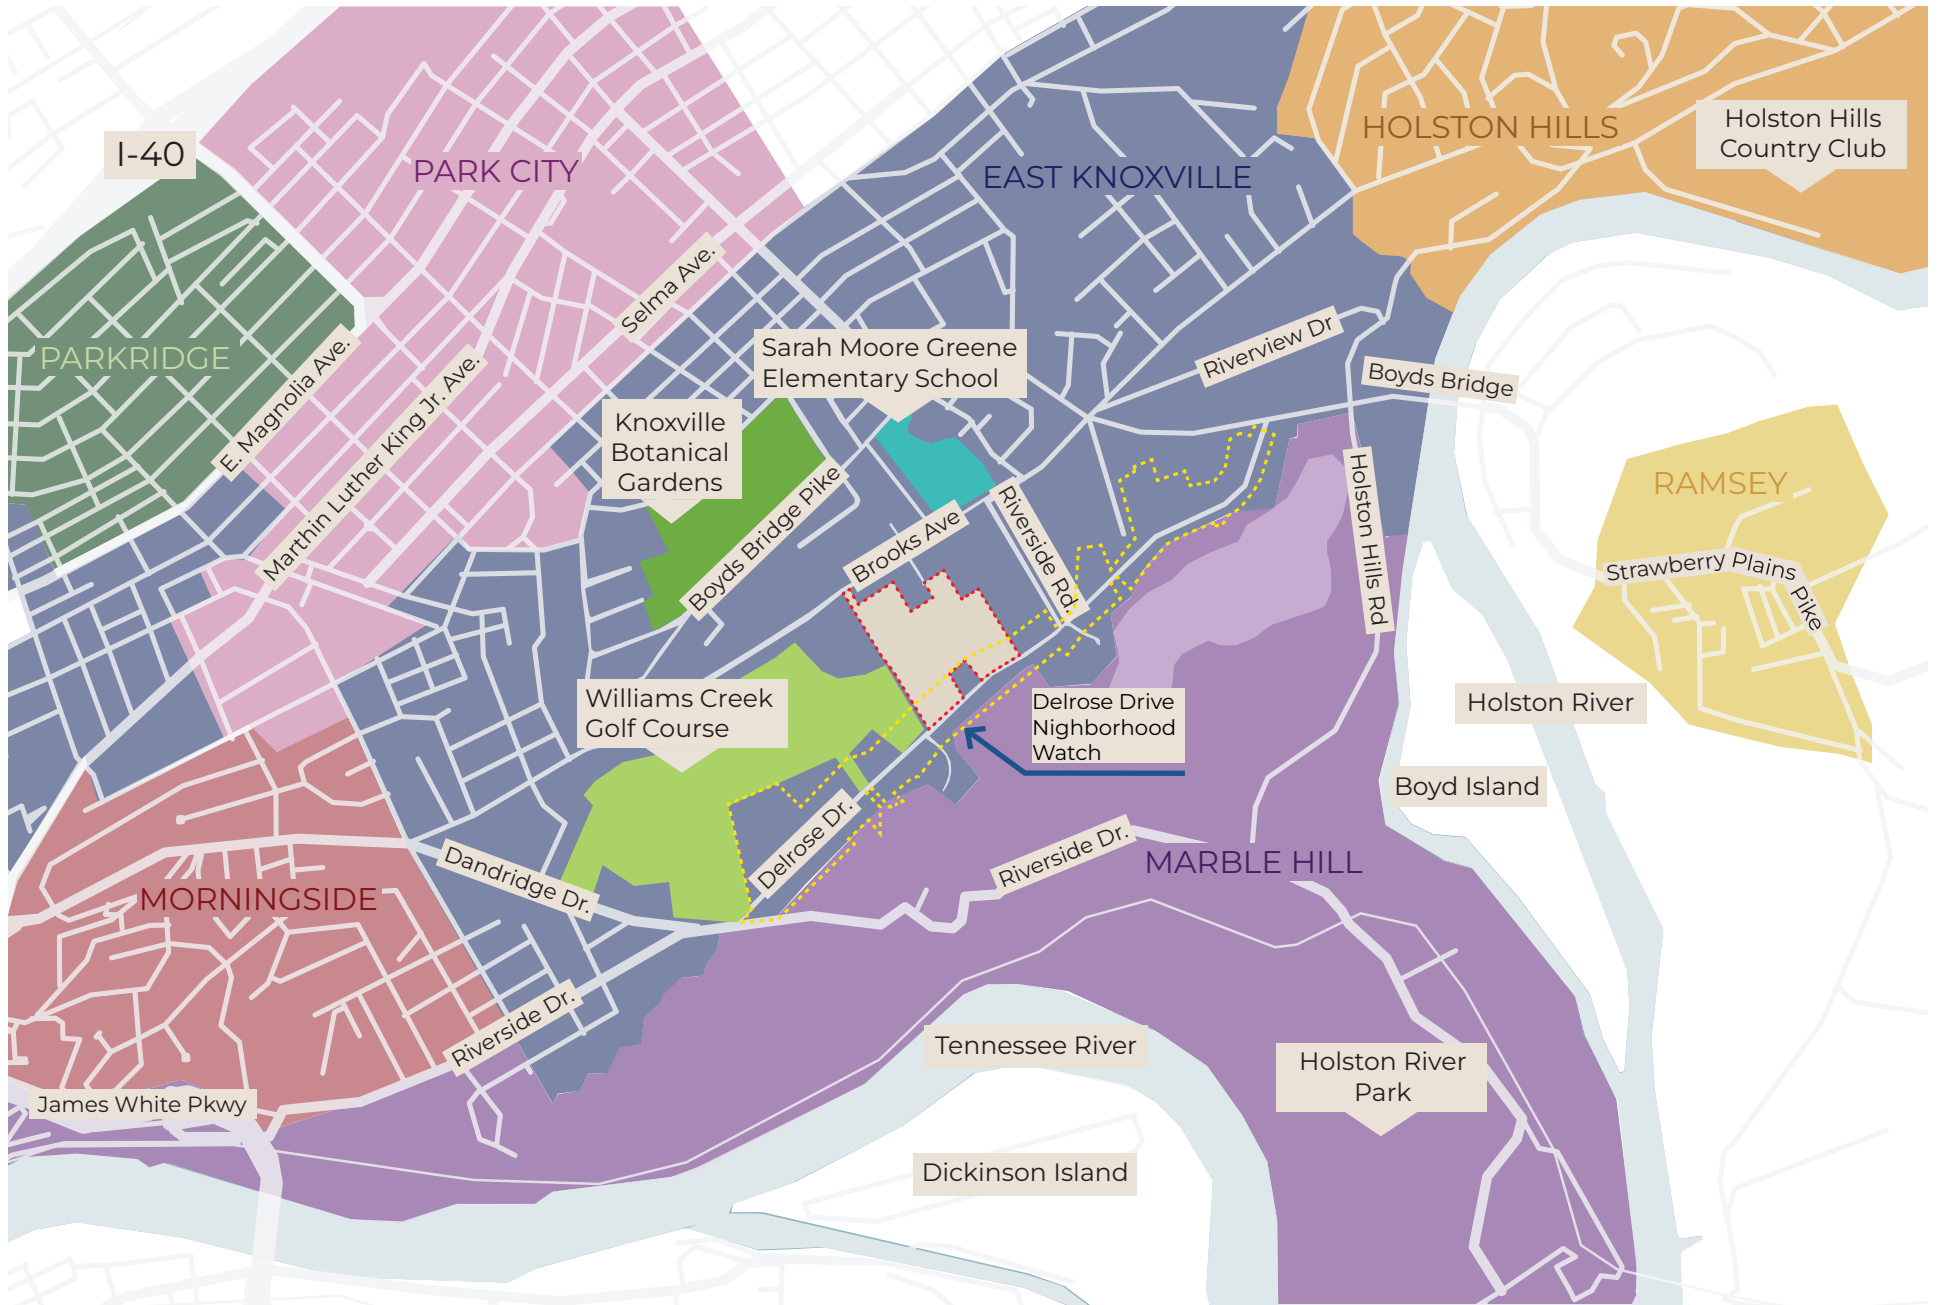 I-40
PARK CITY
EAST KNOXVILLE
HOLSTON HILLS
Holston Hills
Country Club
PARKRIDGE
E. Magnolia Ave.
Marthin Luther King Jr. Ave.
Selma Ave.
Sarah Moore Greene
Elementary School
Riverview Dr
Boyds Bridge
Knoxville
Botanical
Gardens
Boyds Bridge Pike
Brooks Ave
Riverside Rd.
Holston Hills Rd
RAMSEY
Strawberry Plains
Pike
Williams Creek
Golf Course
Delrose Drive
Nighborhood
Watch
Holston River
Boyd Island
Delrose Dr.
Dandridge Dr.
Riverside Dr.
MARBLE HILL
MORNINGSIDE
Riverside Dr.
Tennessee River
Holston River
Park
James White Pkwy
Dickinson Island